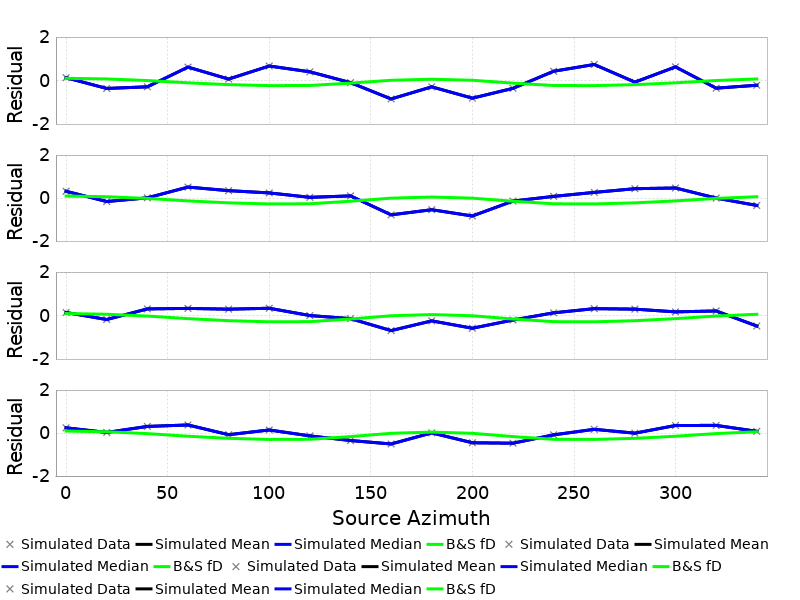 2
0
-2
Residual
2
0
-2
Residual
2
0
-2
Residual
2
0
-2
Residual
0 50 100 150 200 250 300
Source Azimuth
× Simulated Data Simulated Mean Simulated Median B&S fD × Simulated Data Simulated Mean
Simulated Median B&S fD × Simulated Data Simulated Mean Simulated Median B&S fD
× Simulated Data Simulated Mean Simulated Median B&S fD